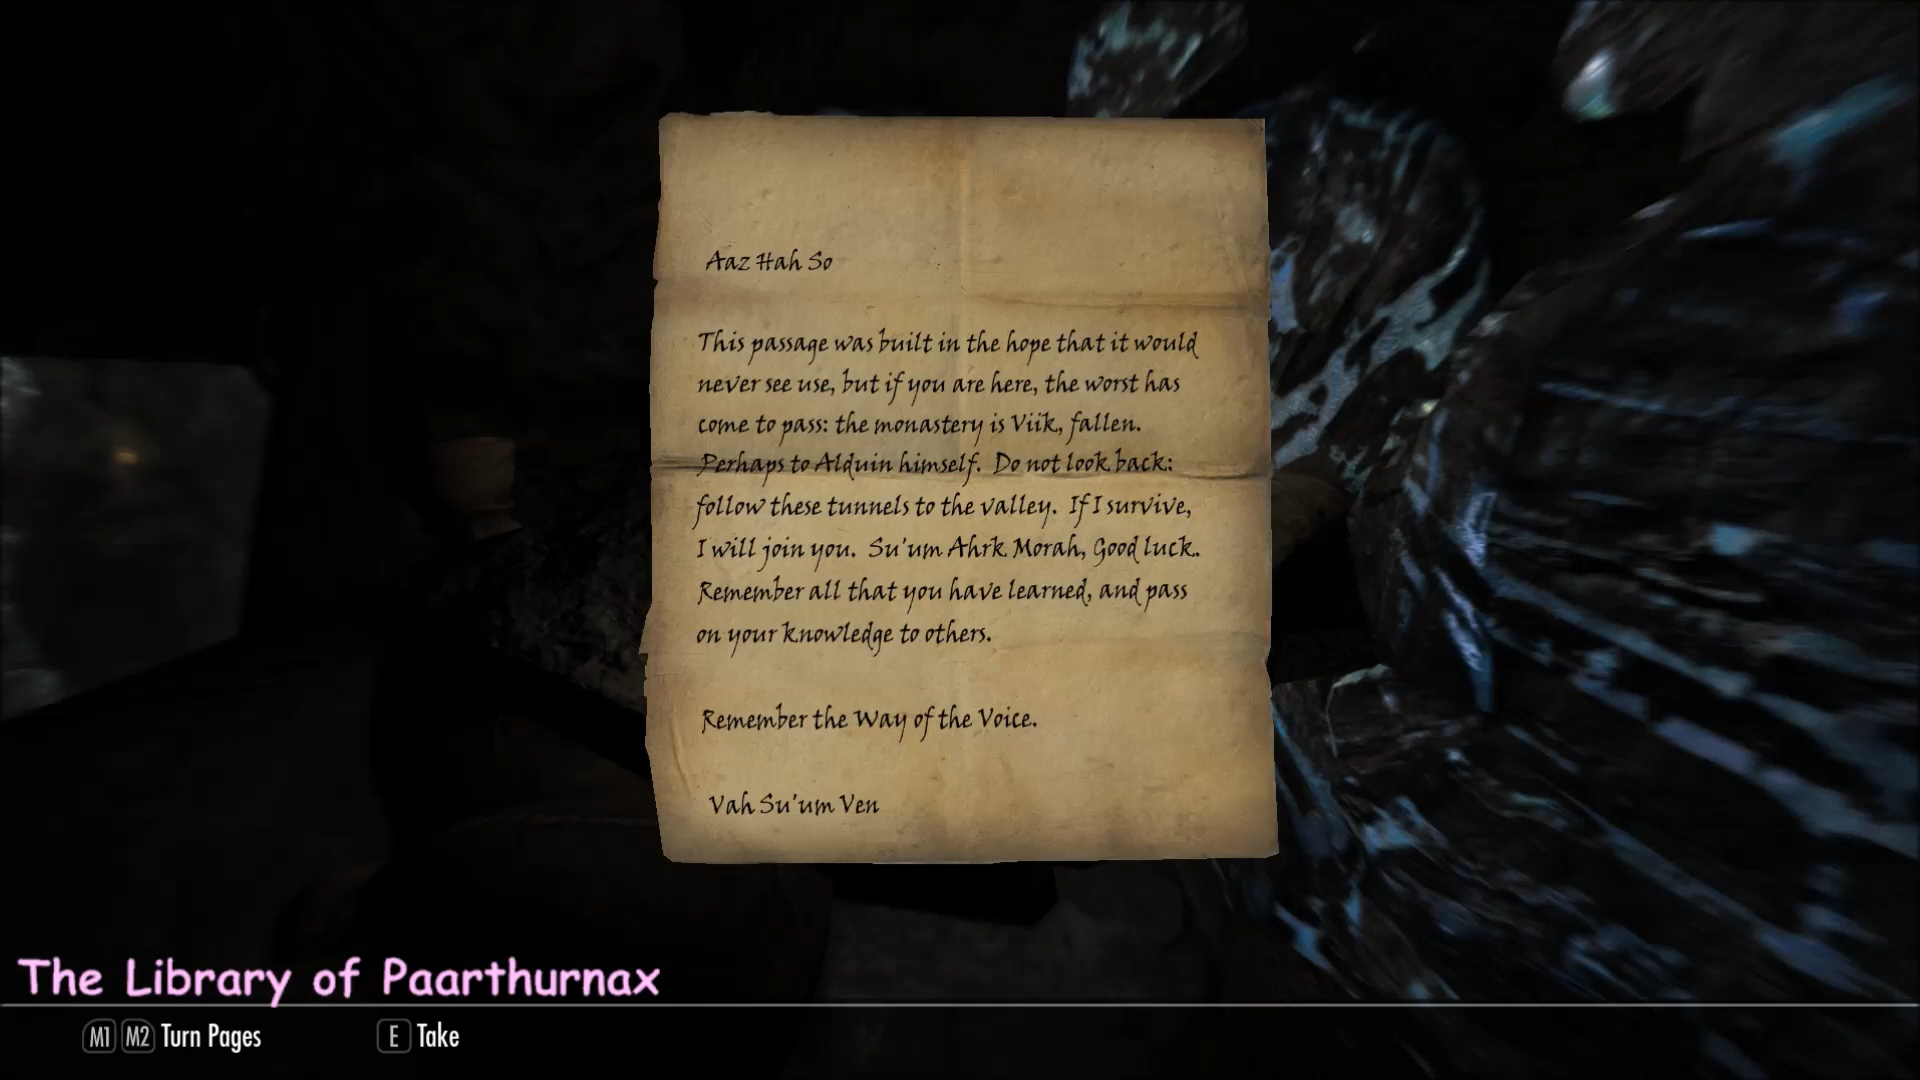 Aaz Hah So
This passage was built in the hope that it would
never see use, but if you are here, the worst has
come to pass: the monastery is Viik, fallen.
Perhaps to Alduin himself. Do not look back:
follow these tunnels to the valley. If I survive,
I will join you. Su'um Ahrk Morah, Good luck.
Remember all that you have learned, and pass
on your knowledge to others.
Remember the Way of the Voice.
Vah Su'um Ven
The Library of Paarthurnax
M1 M2 Turn Pages E Take